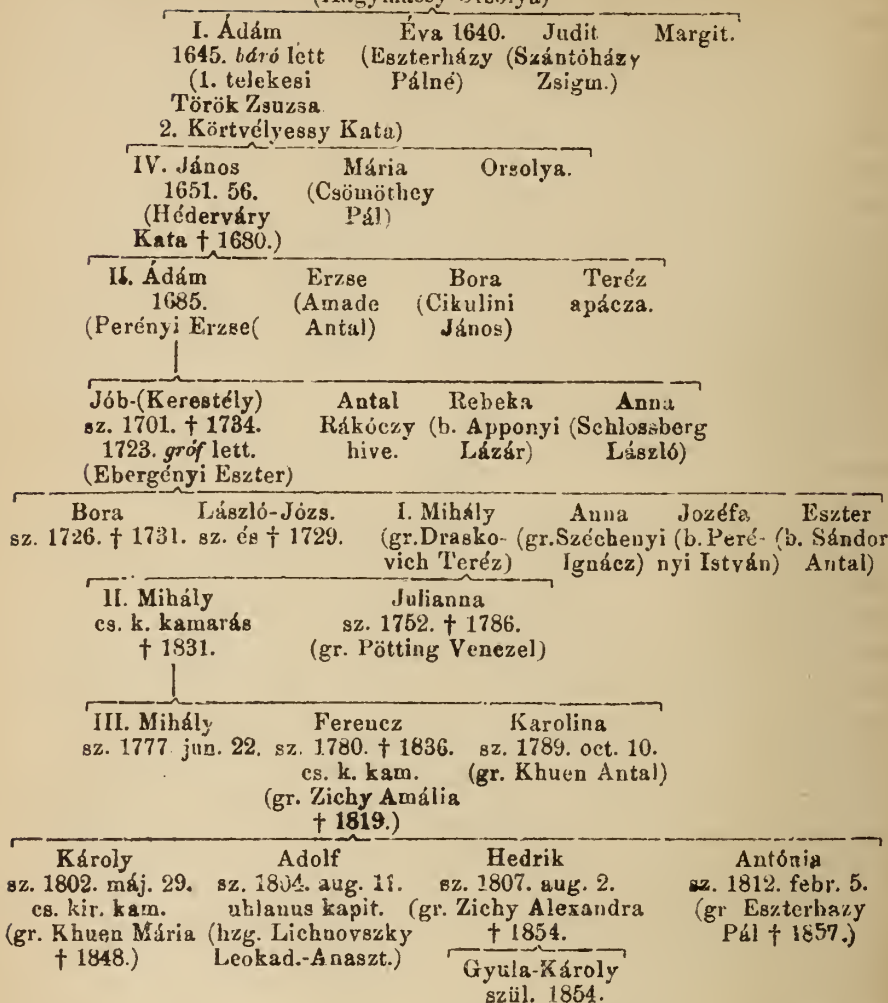 I. Ádám Éva 1640. Judit Margit.
1645. báró lett (Eszterházy (Szántóházy
(1. telekesi Pálné) Zsigm.)
Török Zsuzsa
2. Körtvélyessy Kata)
IV. János Mária Orsolya.
1651. 56. (Csömöthey
(Héderváry Pál)
Kata † 1680.)
II. Ádám Erzse Bora Teréz
1685. (Amade (Cikulini apácza.
(Perényi Erzse( Antal) János)
Jób-(Kerestély) Antal Rebeka Anna
sz. 1701. † 1734. Rákóczy (b. Apponyi (Schlossberg
1723. gróf lett. hive. Lázár) László)
(Ebergényi Eszter)
Bora László-Józs. I. Mihály Anna Jozéfa Eszter
sz. 1726. † 1731. sz. és † 1729. (gr.Drasko- (gr.Széchenyi (b. Peré- (b. Sándor
vich Teréz) Ignácz) nyi István) Antal)
II. Mihály Julianna
cs. k. kamarás sz. 1752. † 1786.
† 1831. (gr. Pötting Venczel)
III. Mihály Ferencz Karolina
sz. 1777 jun. 22. sz. 1780. † 1836. sz. 1789. oct. 10.
cs. k. kam. (gr. Khuen Antal)
(gr. Zichy Amália
† 1819.)
Károly Adolf Hedrik Antónia
sz. 1802. máj. 29. sz. 1804. aug. 11. sz. 1807. aug. 2. sz. 1812. febr. 5.
cs. kir. kam. uhlanus kapit. (gr. Zichy Alexandra (gr Eszterhazy
(gr. Khuen Mária (hzg. Lichnovszky † 1854. Pál † 1857.)
† 1848.) Leokad.-Anaszt.)
Gyula-Károly
szül. 1854.